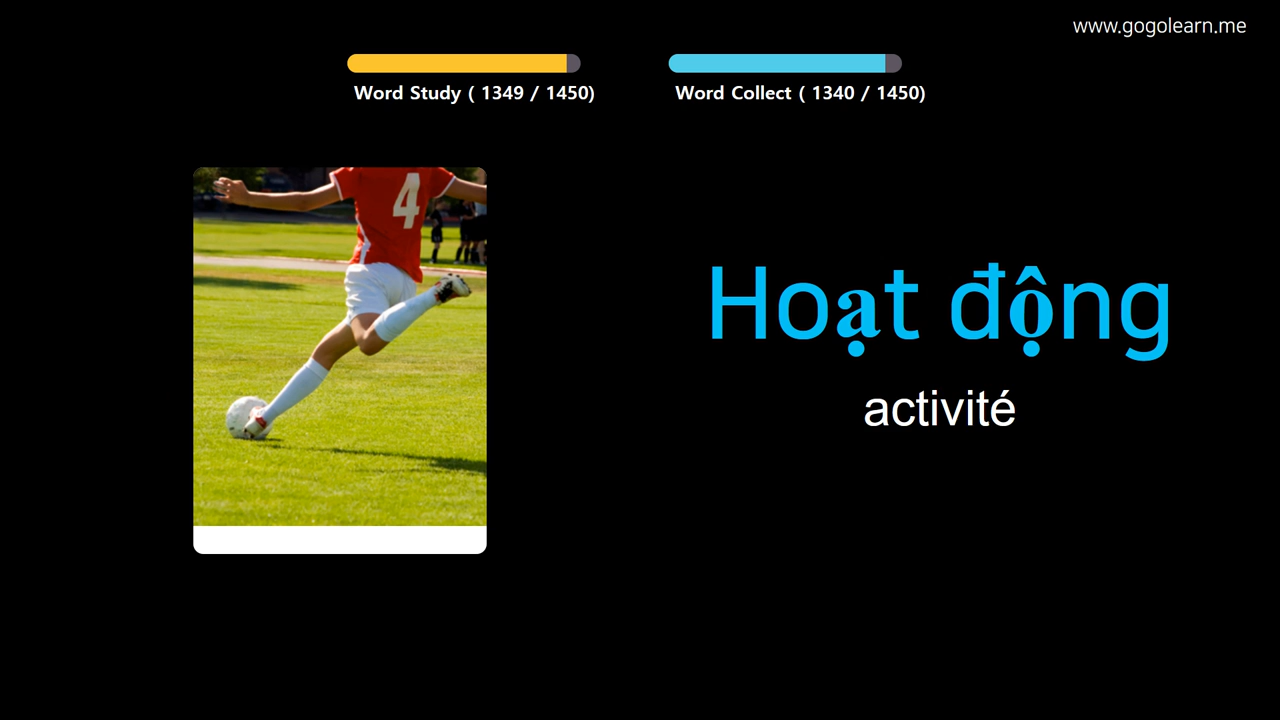 www.gogolearn.me
Word Study ( 1349 / 1450)
Word Collect ( 1340 / 1450)
4
Hoạt động
activité